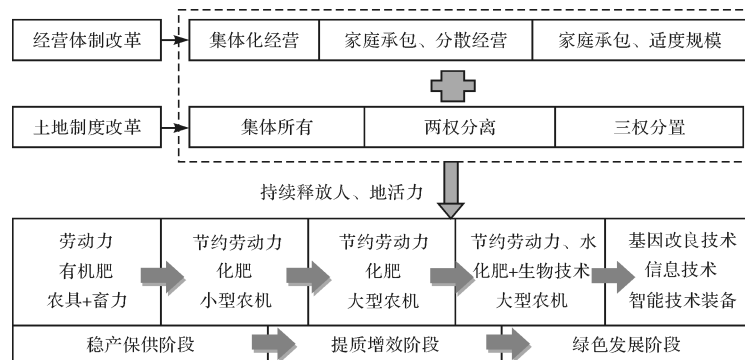 经营体制改革 集体化经营 家庭承包、分散经营 家庭承包、适度规模
土地制度改革 集体所有 两权分离 三权分置
持续释放人、地活力
劳动力
有机肥
农具+畜力
节约劳动力
化肥
小型农机
节约劳动力
化肥
大型农机
节约劳动力、水
化肥+生物技术
大型农机
基因改良技术
信息技术
智能技术装备
稳产保供阶段 提质增效阶段 绿色发展阶段